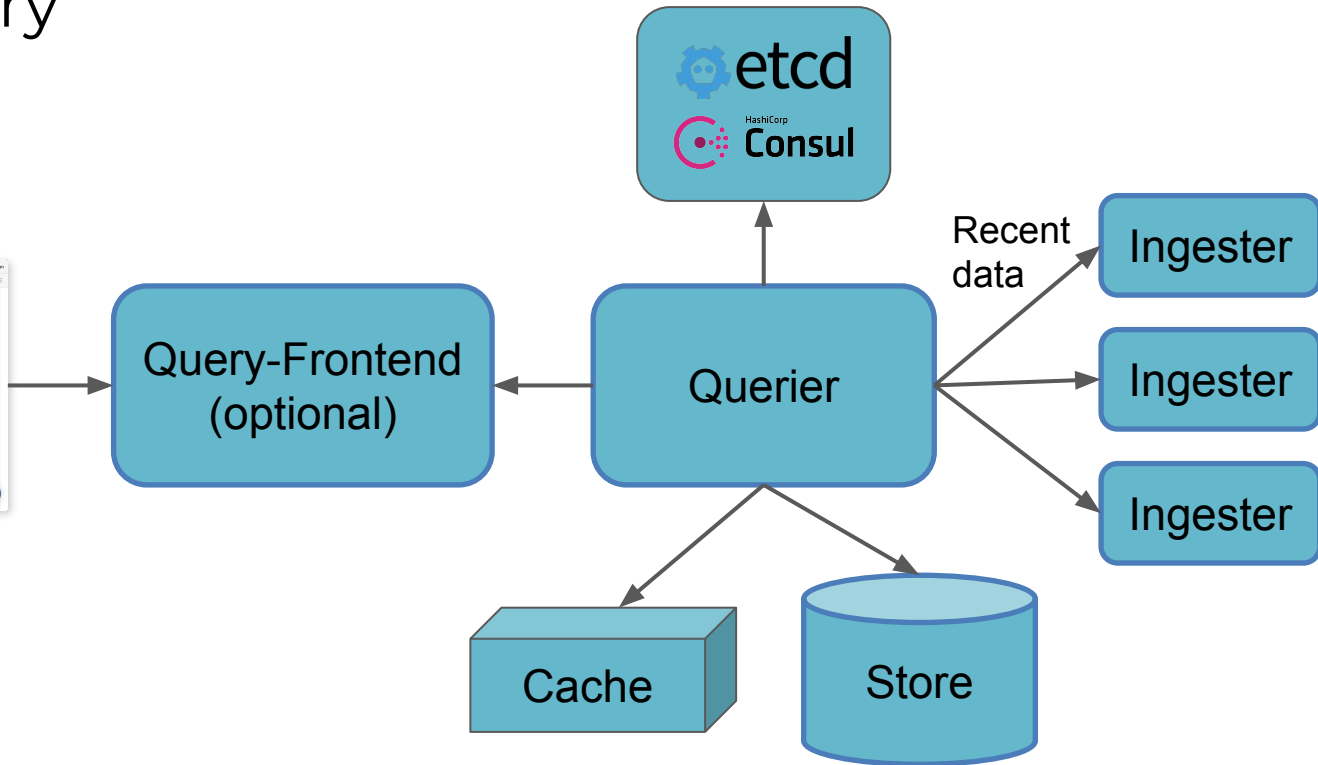 ry
etcd
HashiCorp
Consul
Recent
data
Ingester
Query-Frontend
(optional)
Querier
Ingester
Ingester
Cache
Store